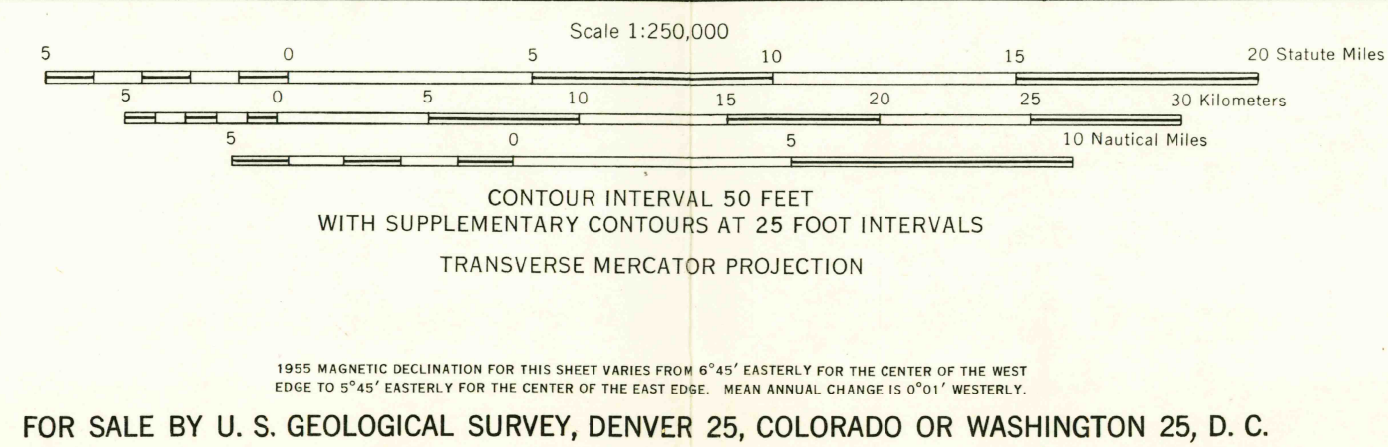 Scale 1:250,000
5 0 5 10 15 20 Statute Miles
5 0 5 10 15 20 25 30 Kilometers
5 0 5 10 Nautical Miles
CONTOUR INTERVAL 50 FEET
WITH SUPPLEMENTARY CONTOURS AT 25 FOOT INTERVALS
TRANSVERSE MERCATOR PROJECTION
1955 MAGNETIC DECLINATION FOR THIS SHEET VARIES FROM 6°45′ EASTERLY FOR THE CENTER OF THE WEST
EDGE TO 5°45′ EASTERLY FOR THE CENTER OF THE EAST EDGE. MEAN ANNUAL CHANGE IS 0°01′ WESTERLY.
FOR SALE BY U. S. GEOLOGICAL SURVEY, DENVER 25, COLORADO OR WASHINGTON 25, D. C.